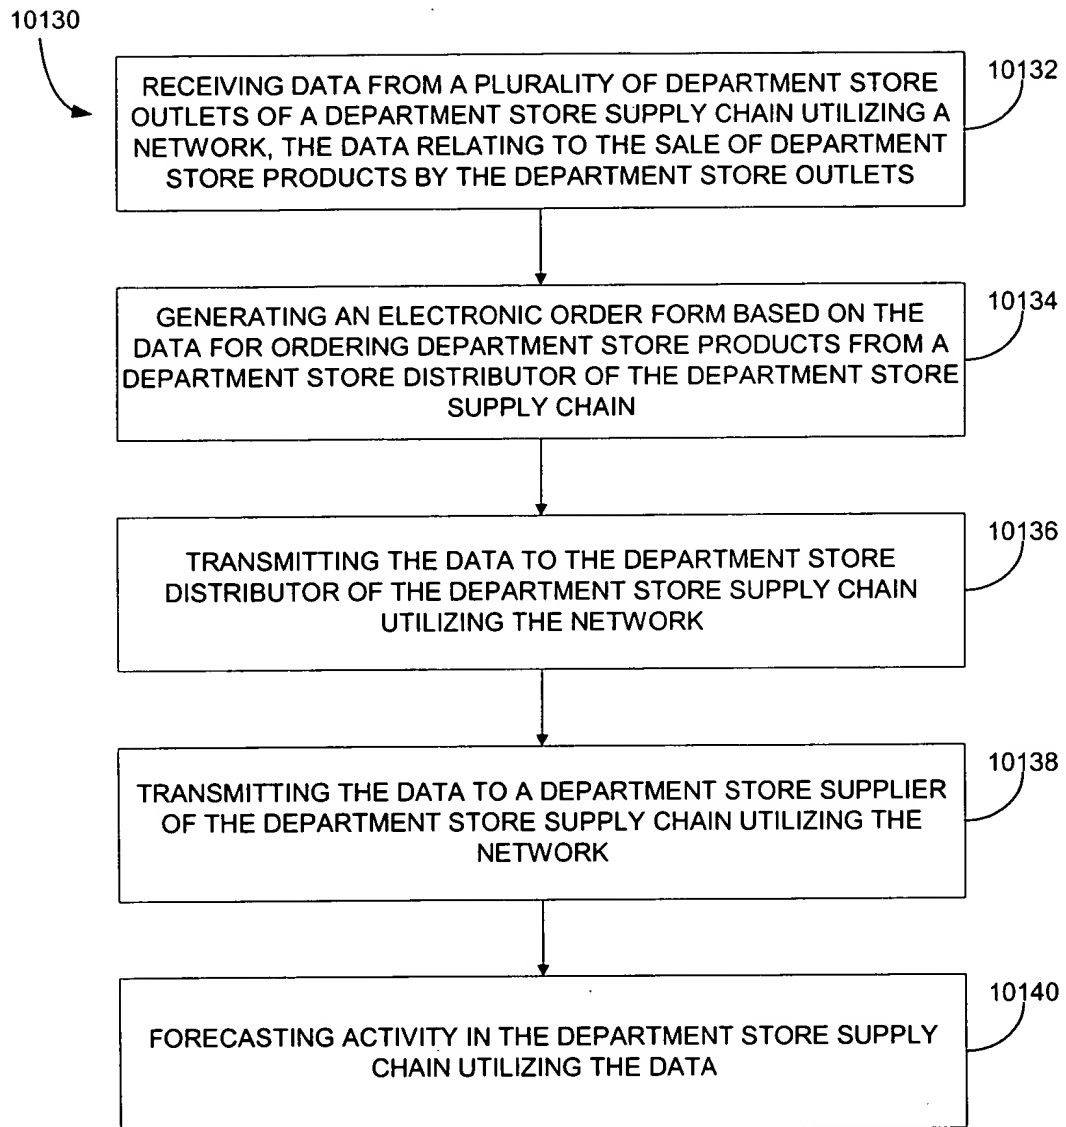 10130
RECEIVING DATA FROM A PLURALITY OF DEPARTMENT STORE
OUTLETS OF A DEPARTMENT STORE SUPPLY CHAIN UTILIZING A
NETWORK, THE DATA RELATING TO THE SALE OF DEPARTMENT
STORE PRODUCTS BY THE DEPARTMENT STORE OUTLETS
10132
GENERATING AN ELECTRONIC ORDER FORM BASED ON THE
DATA FOR ORDERING DEPARTMENT STORE PRODUCTS FROM A
DEPARTMENT STORE DISTRIBUTOR OF THE DEPARTMENT STORE
SUPPLY CHAIN
10134
TRANSMITTING THE DATA TO THE DEPARTMENT STORE
DISTRIBUTOR OF THE DEPARTMENT STORE SUPPLY CHAIN
UTILIZING THE NETWORK
10136
TRANSMITTING THE DATA TO A DEPARTMENT STORE SUPPLIER
OF THE DEPARTMENT STORE SUPPLY CHAIN UTILIZING THE
NETWORK
10138
FORECASTING ACTIVITY IN THE DEPARTMENT STORE SUPPLY
CHAIN UTILIZING THE DATA
10140